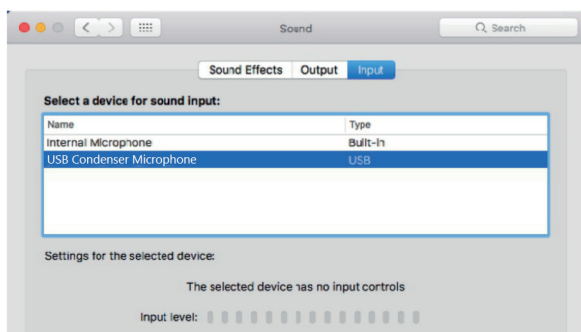 Sound
Search
Sound Effects Output Input
Select a device for sound input:
Name Type
Internal Microphone Built-in
USB Condenser Microphone USB
Settings for the selected device:
The selected device has no input controls
Input level: